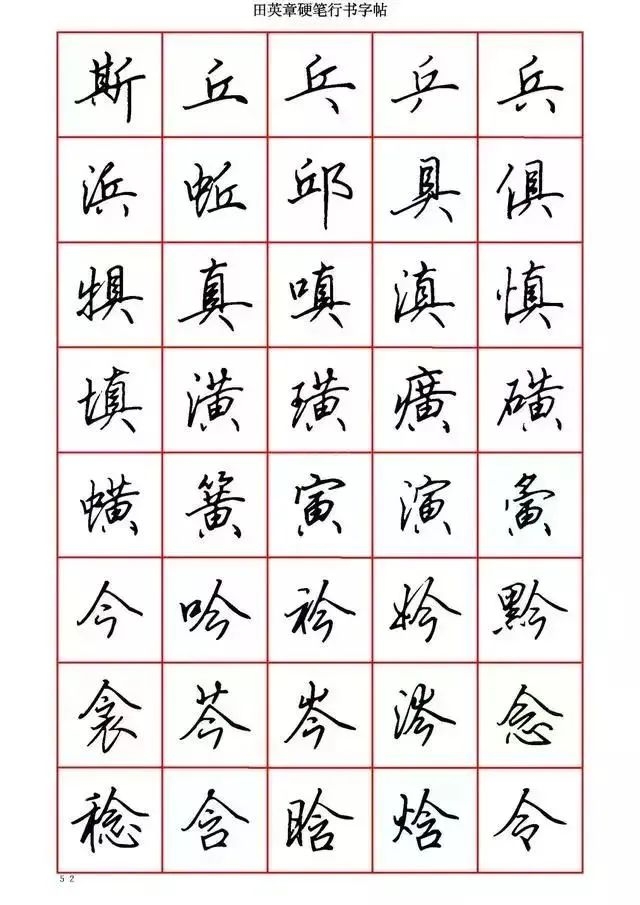 田英章硬笔行书字帖
斯 丘 乓 乒 兵
浜 蚯 邱 具 俱
犋 真 嗔 滇 慎
填 潢 璜 癀 磺
蟥 簧 寅 演 夤
今 吟 衿 妗 黔
衾 芩 岑 涔 念
稔 含 晗 焓 令
52